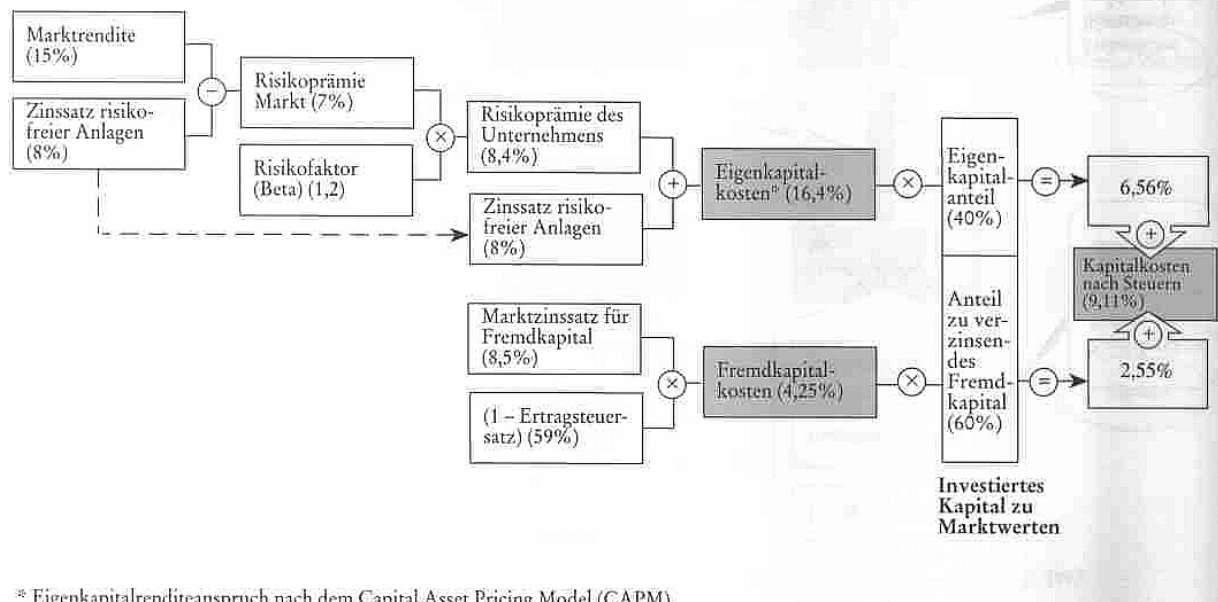 Marktrendite
(15%)
Zinssatz risiko-
freier Anlagen
(8%)
−
Risikoprämie
Markt (7%)
Risikofaktor
(Beta) (1,2)
×
Risikoprämie des
Unternehmens
(8,4%)
Zinssatz risiko-
freier Anlagen
(8%)
+
Eigenkapital-
kosten* (16,4%)
×
Eigen-
kapital-
anteil
(40%)
=
6,56%
+
Kapitalkosten
nach Steuern
(9,11%)
+
Marktzinssatz für
Fremdkapital
(8,5%)
(1 – Ertragsteuer-
satz) (59%)
×
Fremdkapital-
kosten (4,25%)
×
Anteil
zu ver-
zinsen-
des
Fremd-
kapital
(60%)
=
2,55%
Investiertes
Kapital zu
Marktwerten
* Eigenkapitalrenditeanspruch nach dem Capital Asset Pricing Model (CAPM)